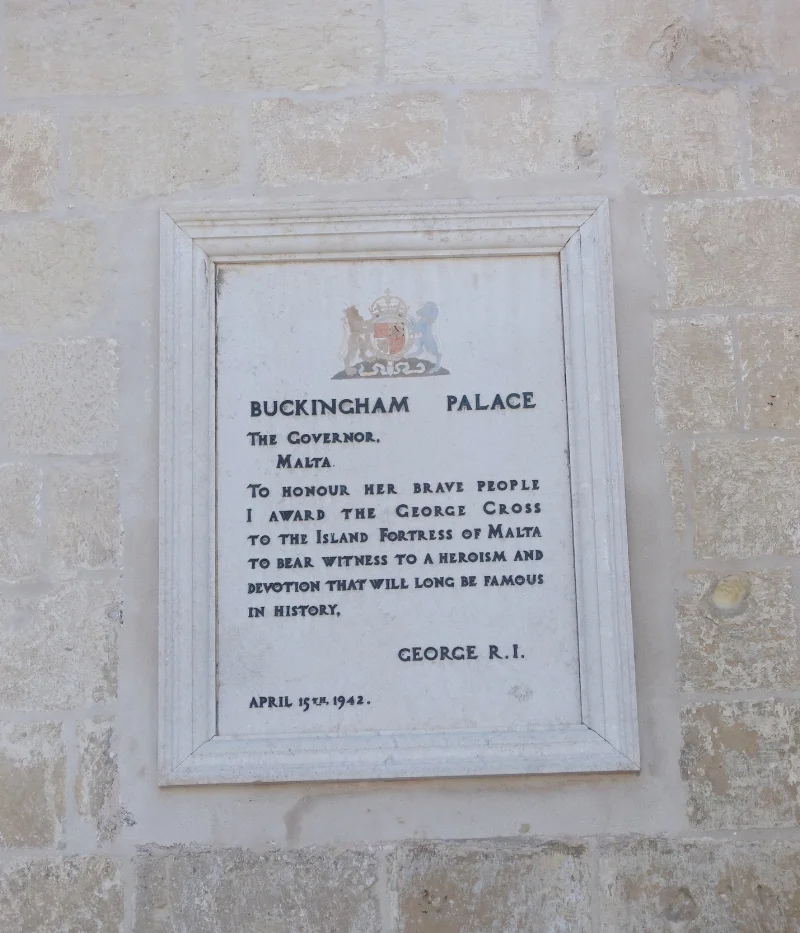 BUCKINGHAM PALACE
THE GOVERNOR,
MALTA.
TO HONOUR HER BRAVE PEOPLE
I AWARD THE GEORGE CROSS
TO THE ISLAND FORTRESS OF MALTA
TO BEAR WITNESS TO A HEROISM AND
DEVOTION THAT WILL LONG BE FAMOUS
IN HISTORY.
GEORGE R.I.
APRIL 15TH. 1942.